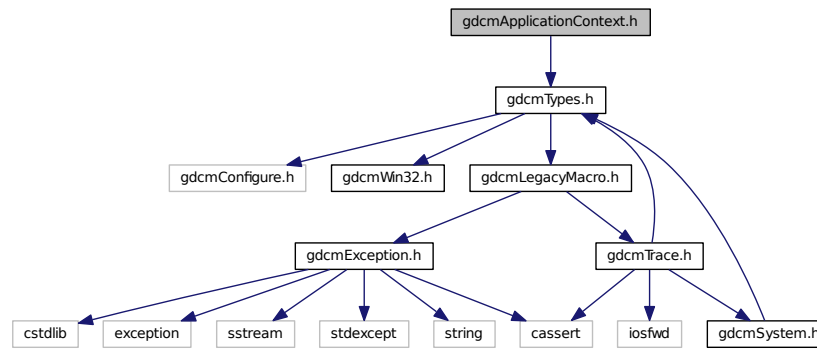 gdcmApplicationContext.h
gdcmTypes.h
gdcmConfigure.h
gdcmWin32.h
gdcmLegacyMacro.h
gdcmException.h
gdcmTrace.h
cstdlib
exception
sstream
stdexcept
string
cassert
iosfwd
gdcmSystem.h